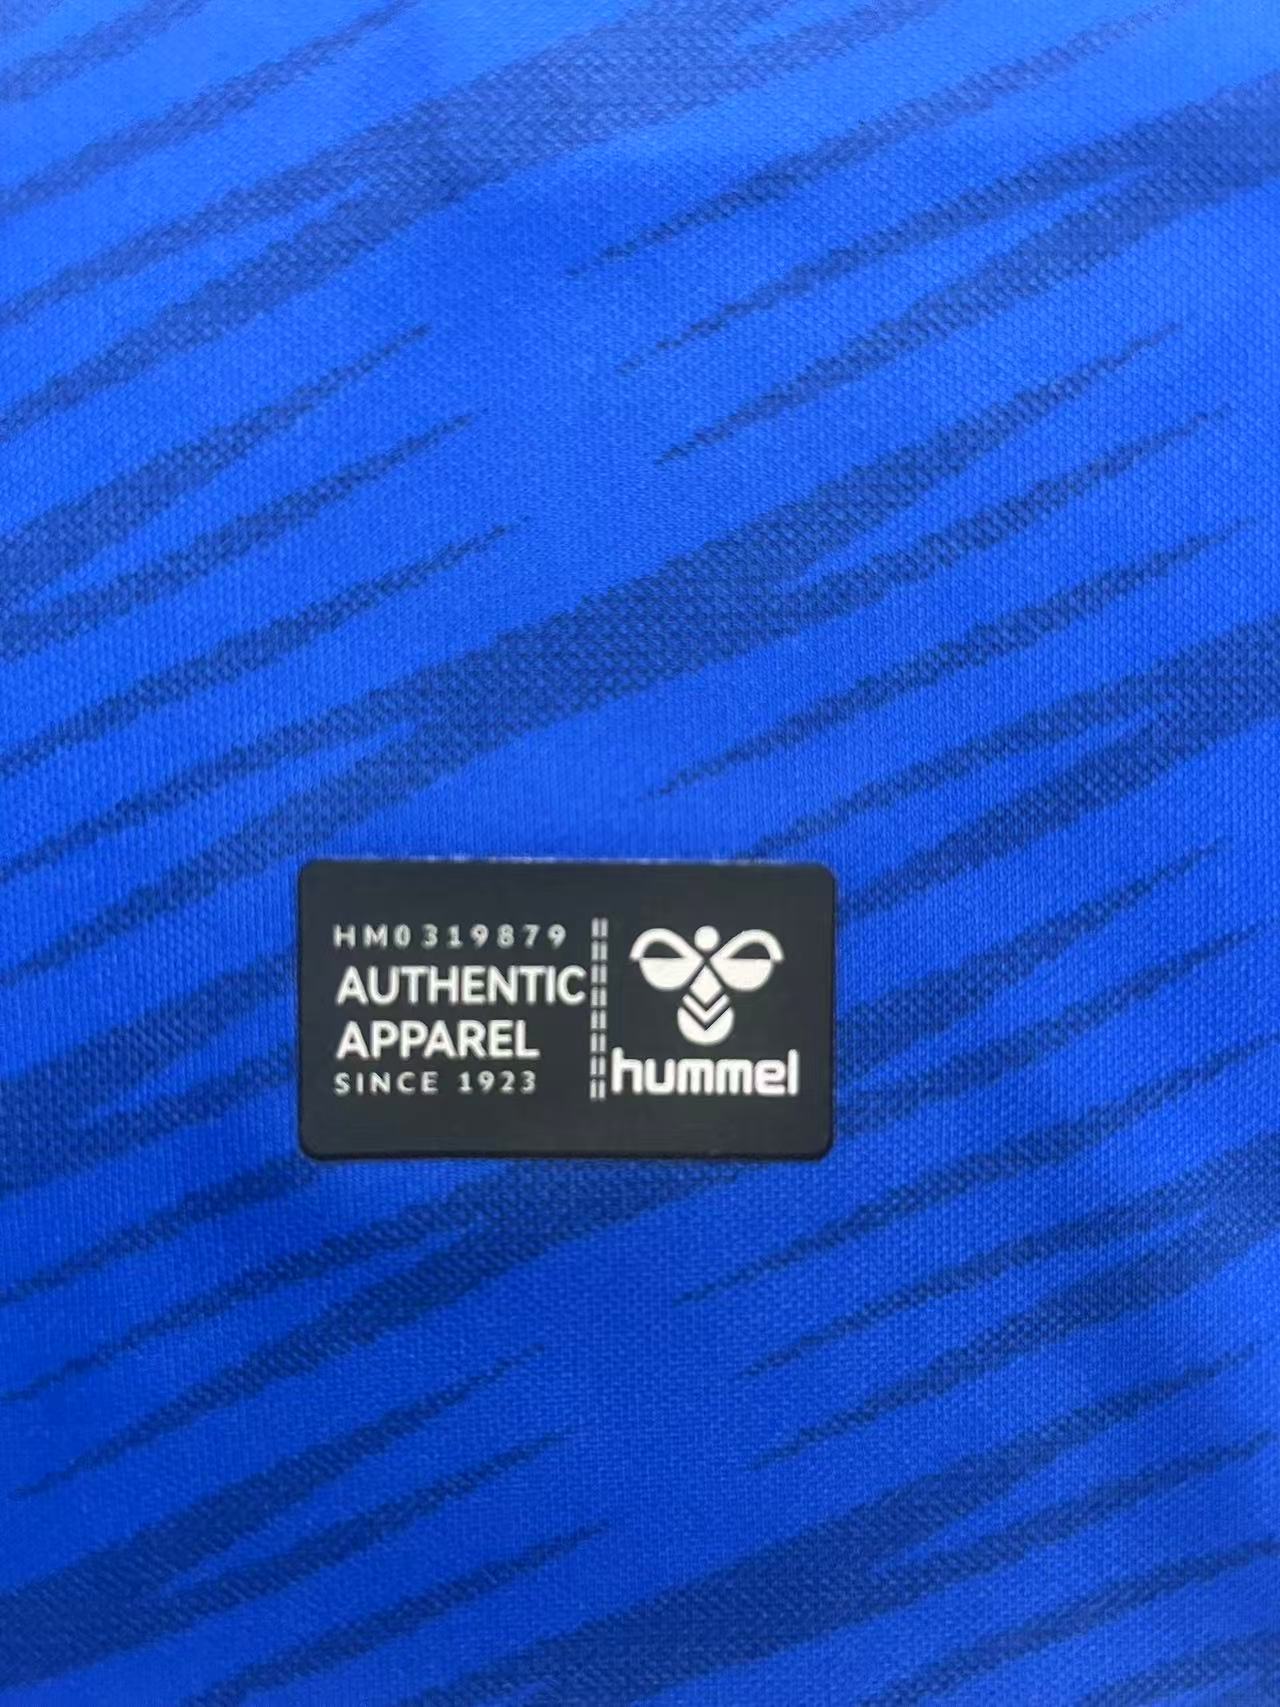 HM0319879
AUTHENTIC
APPAREL
SINCE 1923
hummel